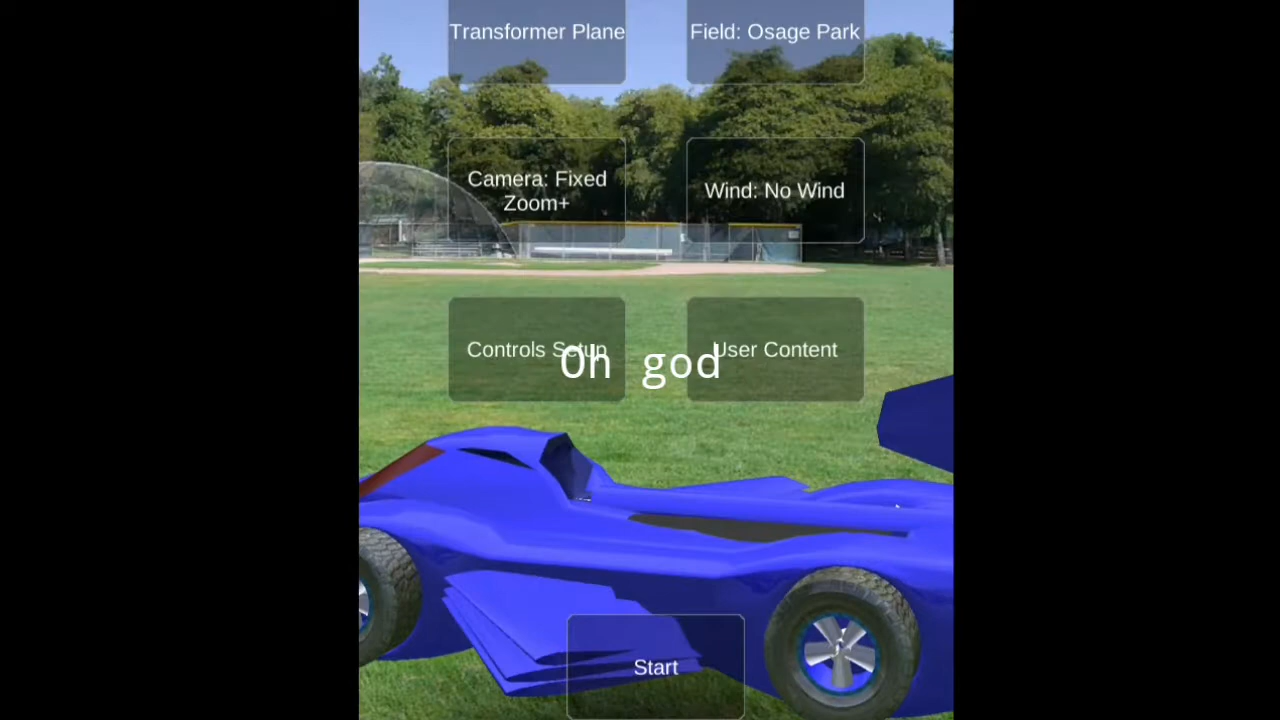 Transformer Plane
Field: Osage Park
Camera: Fixed
Zoom+
Wind: No Wind
Controls Setup
User Content
Oh god
Start